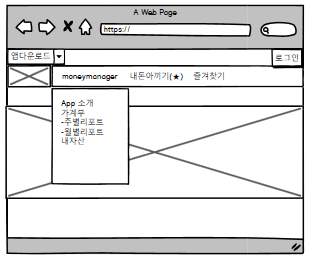 A Web Page
https://
앱다운로드
로그인
moneymanager 내돈아끼기(★) 즐겨찾기
App 소개
가계부
-주별리포트
-월별리포트
내자산